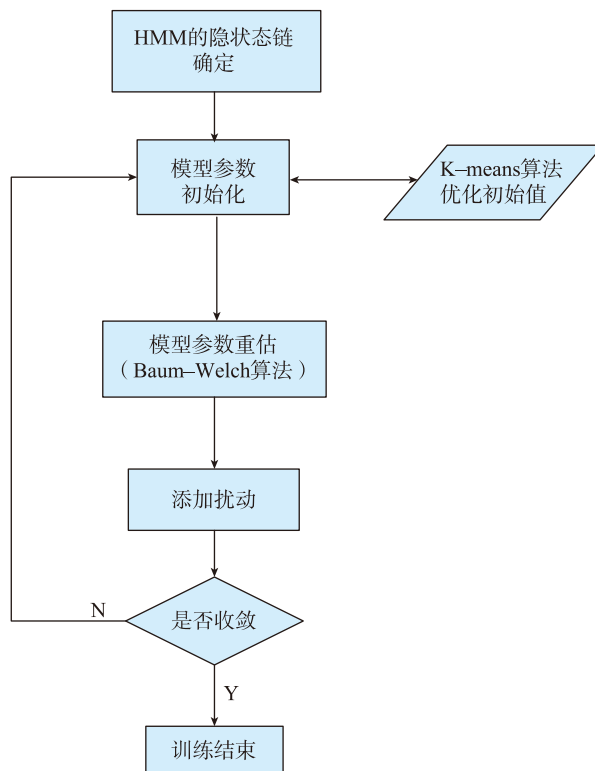 HMM的隐状态链
确定
模型参数
初始化
K–means算法
优化初始值
模型参数重估
（Baum–Welch算法）
添加扰动
是否收敛
N
Y
训练结束